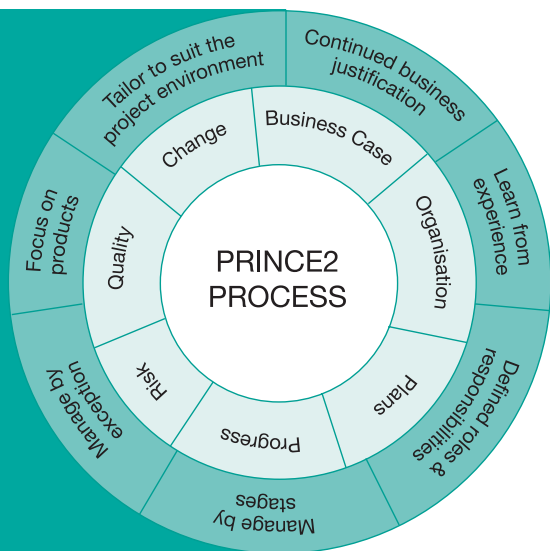 Continued business
justification
Learn from
experience
Defined roles &
responsibilities
Manage by
stages
Manage by
exception
Focus on
products
Tailor to suit the
project environment
Business Case
Organisation
Plans
Progress
Risk
Quality
Change
PRINCE2
PROCESS